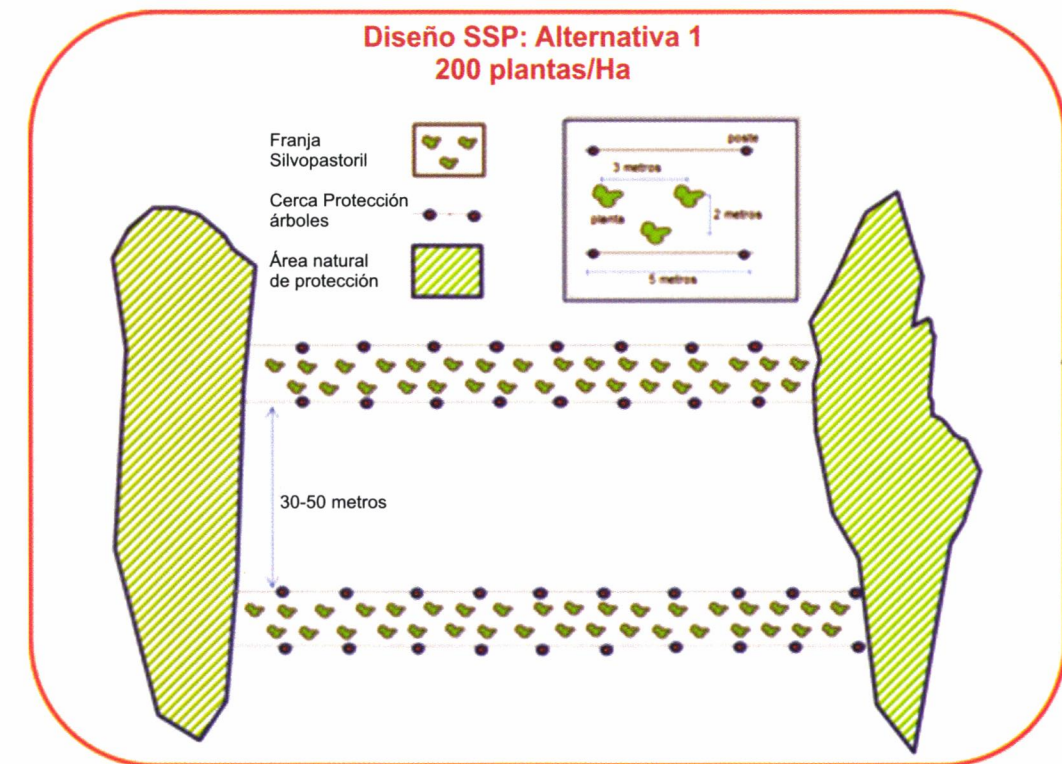 Diseño SSP: Alternativa 1
200 plantas/Ha
Franja
Silvopastoril
Cerca Protección
árboles
Área natural
de protección
poste
3 metros
planta
2 metros
5 metros
30-50 metros